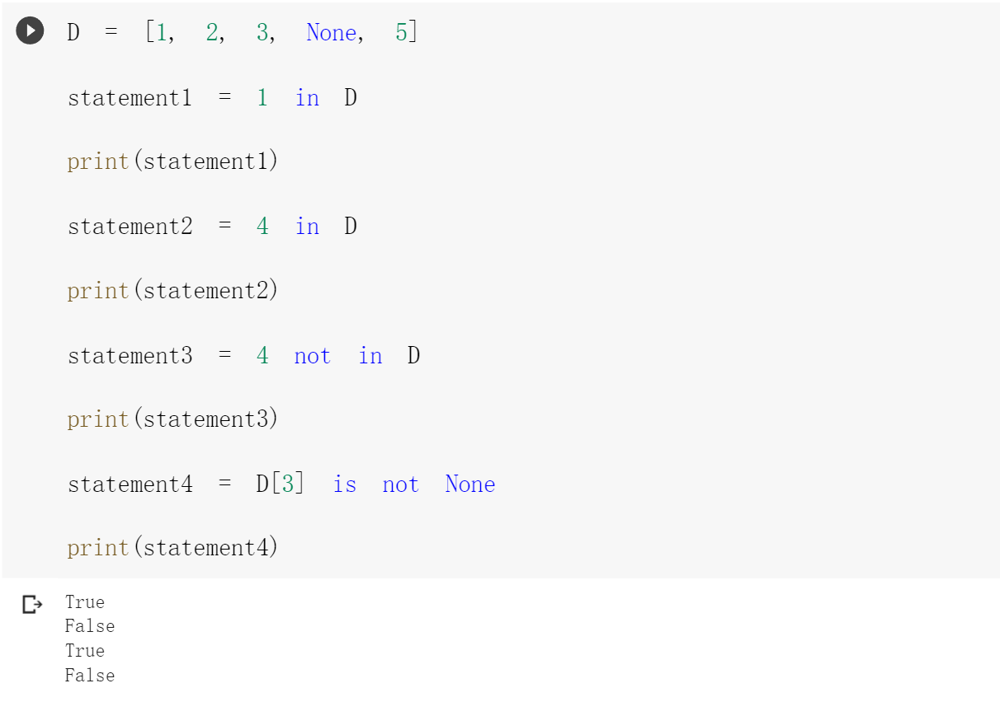 D = [1, 2, 3, None, 5]
statement1 = 1 in D
print(statement1)
statement2 = 4 in D
print(statement2)
statement3 = 4 not in D
print(statement3)
statement4 = D[3] is not None
print(statement4)
True
False
True
False